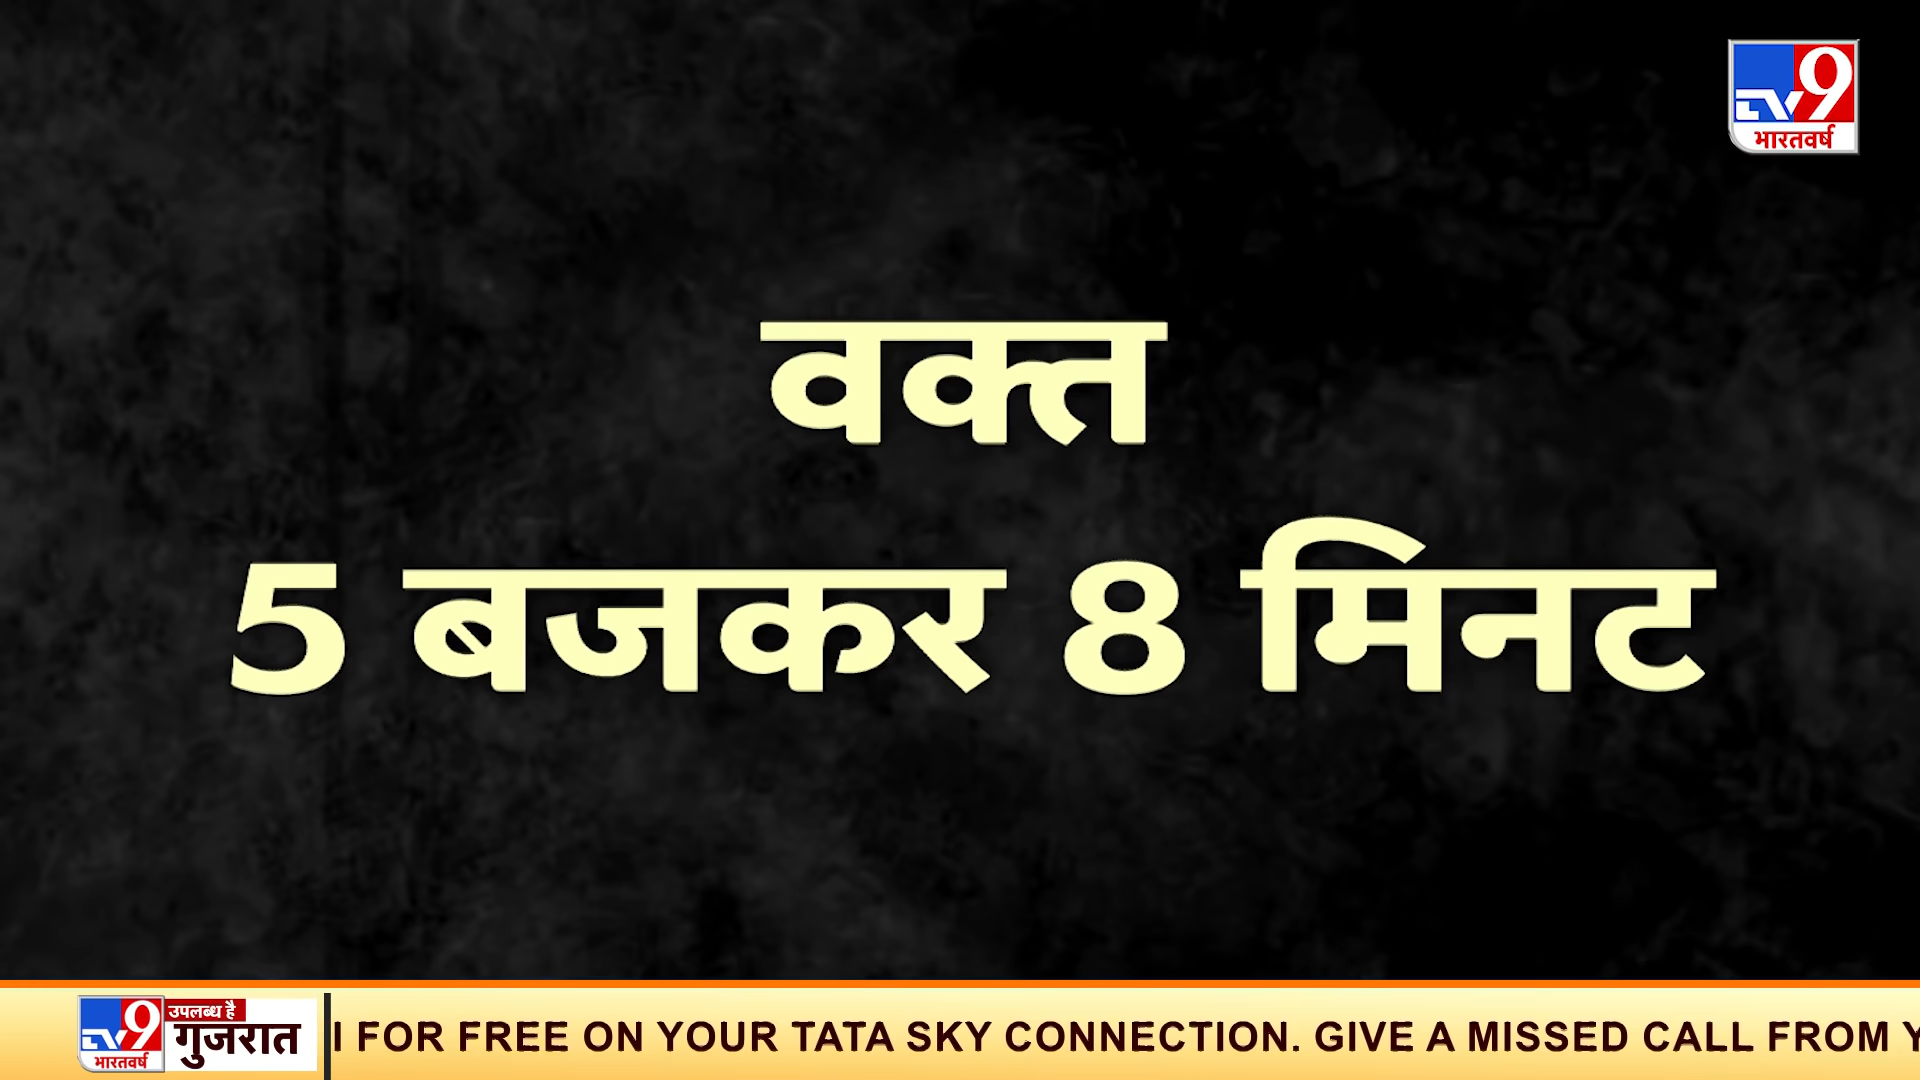 TV9
भारतवर्ष
वक्त
5 बजकर 8 मिनट
TV9
भारतवर्ष
उपलब्ध है
गुजरात
FOR FREE ON YOUR TATA SKY CONNECTION. GIVE A MISSED CALL FROM